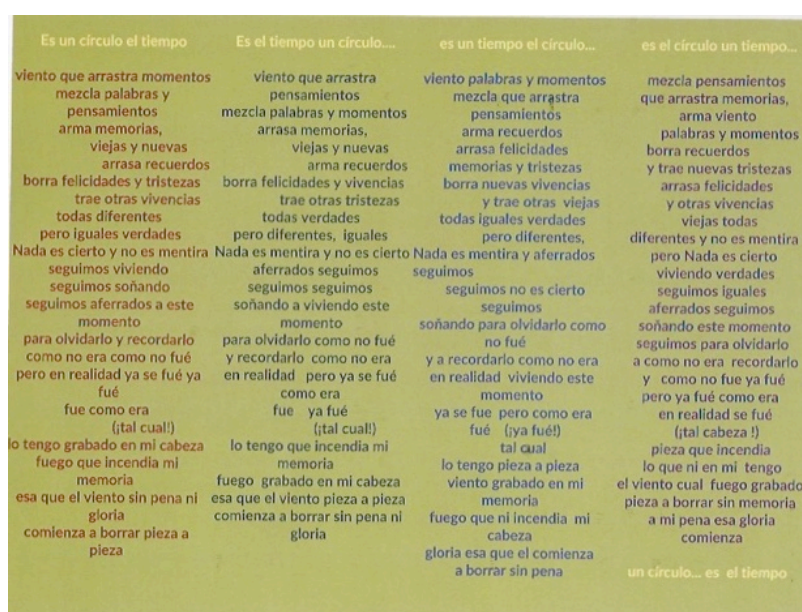 Es un círculo el tiempo
viento que arrastra momentos
mezcla palabras y
pensamientos
arma memorias,
viejas y nuevas
arrasa recuerdos
borra felicidades y tristezas
trae otras vivencias
todas diferentes
pero iguales verdades
Nada es cierto y no es mentira
seguimos viviendo
seguimos soñando
seguimos aferrados a este
momento
para olvidarlo y recordarlo
como no era como no fué
pero en realidad ya se fué ya
fué
fue como era
(¡tal cual!)
lo tengo grabado en mi cabeza
fuego que incendia mi
memoria
esa que el viento sin pena ni
gloria
comienza a borrar pieza a
pieza
Es el tiempo un círculo....
viento que arrastra
pensamientos
mezcla palabras y momentos
arrasa memorias,
viejas y nuevas
arma recuerdos
borra felicidades y vivencias
trae otras tristezas
todas verdades
pero diferentes, iguales
Nada es mentira y no es cierto
aferrados seguimos
seguimos seguimos
soñando a viviendo este
momento
para olvidarlo como no fué
y recordarlo como no era
en realidad pero ya se fué
como era
fue ya fué
(¡tal cual!)
lo tengo que incendia mi
memoria
fuego grabado en mi cabeza
esa que el viento pieza a pieza
comienza a borrar sin pena ni
gloria
es un tiempo el círculo...
viento palabras y momentos
mezcla que arrastra
pensamientos
arma recuerdos
arrasa felicidades
memorias y tristezas
borra nuevas vivencias
y trae otras viejas
todas iguales verdades
pero diferentes,
Nada es mentira y aferrados
seguimos
seguimos no es cierto
seguimos
soñando para olvidarlo como
no fué
y a recordarlo como no era
en realidad viviendo este
momento
ya se fue pero como era
fué (¡ya fué!)
tal cual
lo tengo pieza a pieza
viento grabado en mi
memoria
fuego que ni incendia mi
cabeza
gloria esa que el comienza
a borrar sin pena
es el círculo un tiempo...
mezcla pensamientos
que arrastra memorias,
arma viento
palabras y momentos
borra recuerdos
y trae nuevas tristezas
arrasa felicidades
y otras vivencias
viejas todas
diferentes y no es mentira
pero Nada es cierto
viviendo verdades
seguimos iguales
aferrados seguimos
soñando este momento
seguimos para olvidarlo
a como no era recordarlo
y como no fue ya fué
pero ya fué como era
en realidad se fué
(¡tal cabeza !)
pieza que incendia
lo que ni en mi tengo
el viento cual fuego grabado
pieza a borrar sin memoria
a mi pena esa gloria
comienza
un círculo... es el tiempo